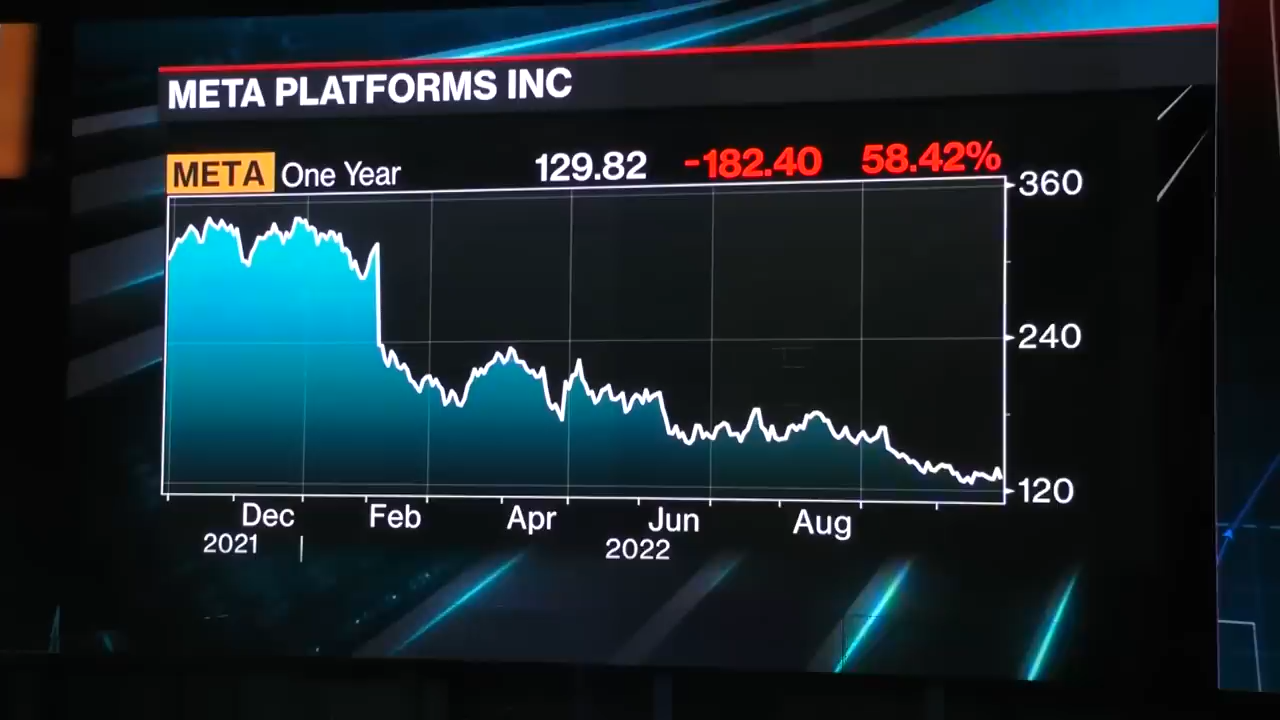 META PLATFORMS INC
META One Year 129.82 -182.40 58.42%
360
240
120
Dec Feb Apr Jun Aug
2021 | 2022